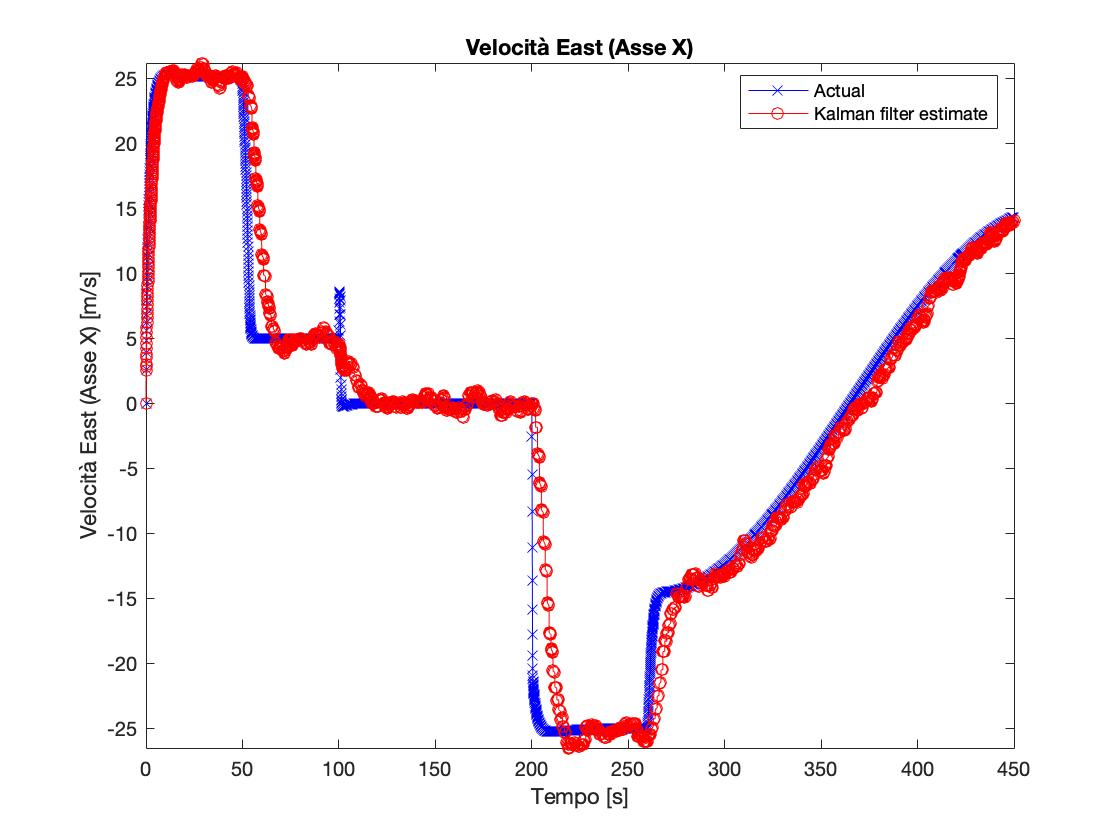 Velocità East (Asse X)
Actual
Kalman filter estimate
Velocità East (Asse X) [m/s]
25
20
15
10
5
0
-5
-10
-15
-20
-25
0 50 100 150 200 250 300 350 400 450
Tempo [s]